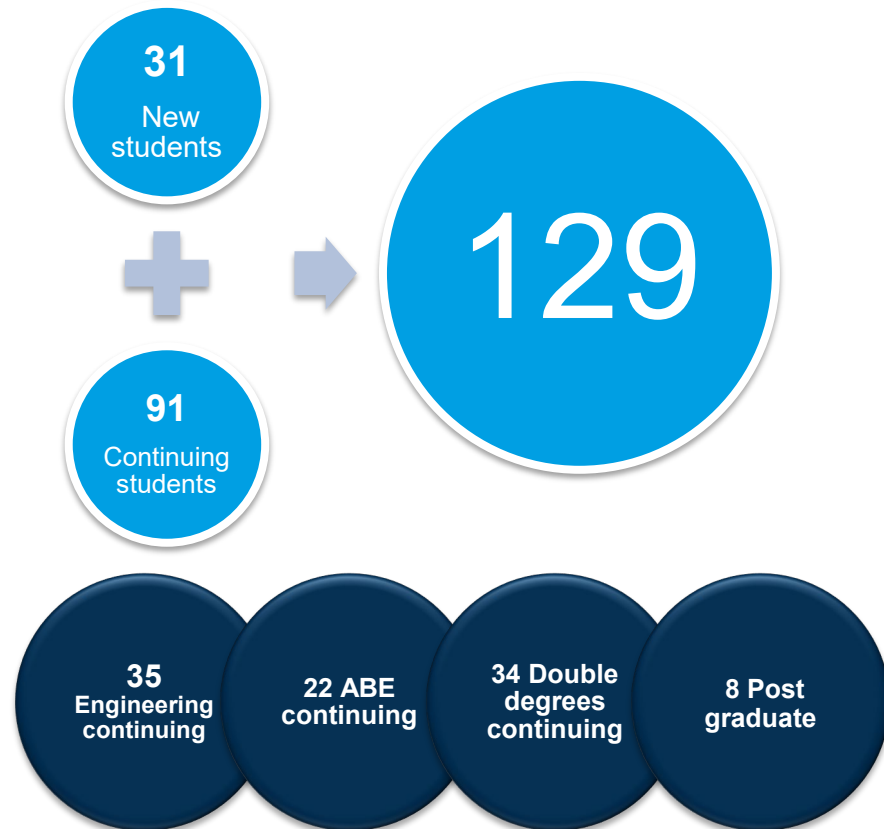 31
New
students
129
91
Continuing
students
35
Engineering
continuing
22 ABE
continuing
34 Double
degrees
continuing
8 Post
graduate